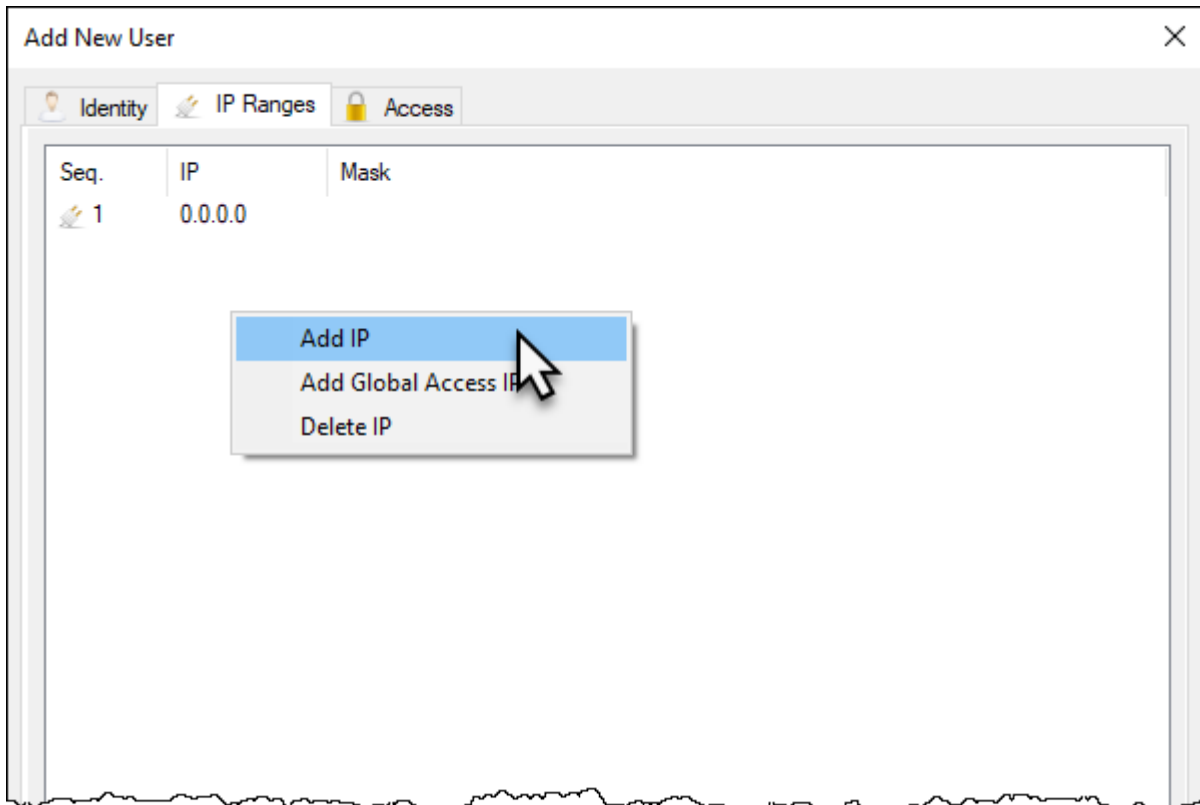 Add New User
Identity IP Ranges Access
Seq. IP Mask
1 0.0.0.0
Add IP
Add Global Access IP
Delete IP